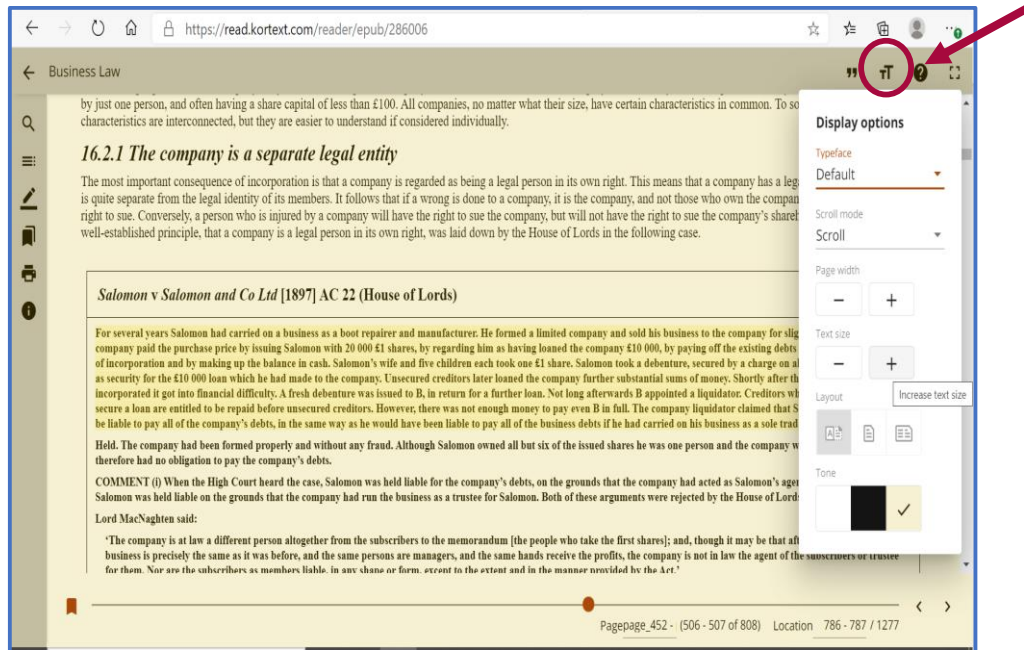 https://read.kortext.com/reader/epub/286006
Business Law
by just one person, and often having a share capital of less than £100. All companies, no matter what their size, have certain characteristics in common. To so
characteristics are interconnected, but they are easier to understand if considered individually.
16.2.1 The company is a separate legal entity
The most important consequence of incorporation is that a company is regarded as being a legal person in its own right. This means that a company has a leg
is quite separate from the legal identity of its members. It follows that if a wrong is done to a company, it is the company, and not those who own the compan
right to sue. Conversely, a person who is injured by a company will have the right to sue the company, but will not have the right to sue the company's shareh
well-established principle, that a company is a legal person in its own right, was laid down by the House of Lords in the following case.
Salomon v Salomon and Co Ltd [1897] AC 22 (House of Lords)
For several years Salomon had carried on a business as a boot repairer and manufacturer. He formed a limited company and sold his business to the company for slig
company paid the purchase price by issuing Salomon with 20 000 £1 shares, by regarding him as having loaned the company £10 000, by paying off the existing debts
of incorporation and by making up the balance in cash. Salomon's wife and five children each took one £1 share. Salomon took a debenture, secured by a charge on al
as security for the £10 000 loan which he had made to the company. Unsecured creditors later loaned the company further substantial sums of money. Shortly after th
incorporated it got into financial difficulty. A fresh debenture was issued to B, in return for a further loan. Not long afterwards B appointed a liquidator. Creditors wh
secure a loan are entitled to be repaid before unsecured creditors. However, there was not enough money to pay even B in full. The company liquidator claimed that S
be liable to pay all of the company's debts, in the same way as he would have been liable to pay all of the business debts if he had carried on his business as a sole trad
Held. The company had been formed properly and without any fraud. Although Salomon owned all but six of the issued shares he was one person and the company w
therefore had no obligation to pay the company's debts.
COMMENT (i) When the High Court heard the case, Salomon was held liable for the company's debts, on the grounds that the company had acted as Salomon's agen
Salomon was held liable on the grounds that the company had run the business as a trustee for Salomon. Both of these arguments were rejected by the House of Lord
Lord MacNaghten said:
'The company is at law a different person altogether from the subscribers to the memorandum [the people who take the first shares]; and, though it may be that aft
business is precisely the same as it was before, and the same persons are managers, and the same hands receive the profits, the company is not in law the agent of the subscribers or trustee
for them. Nor are the subscribers as members liable, in any shape or form, except to the extent and in the manner provided by the Act.'
Display options
Typeface
Default
Scroll mode
Scroll
Page width
Text size
Increase text size
Layout
Tone
Pagepage_452 - (506 - 507 of 808) Location 786 - 787 / 1277